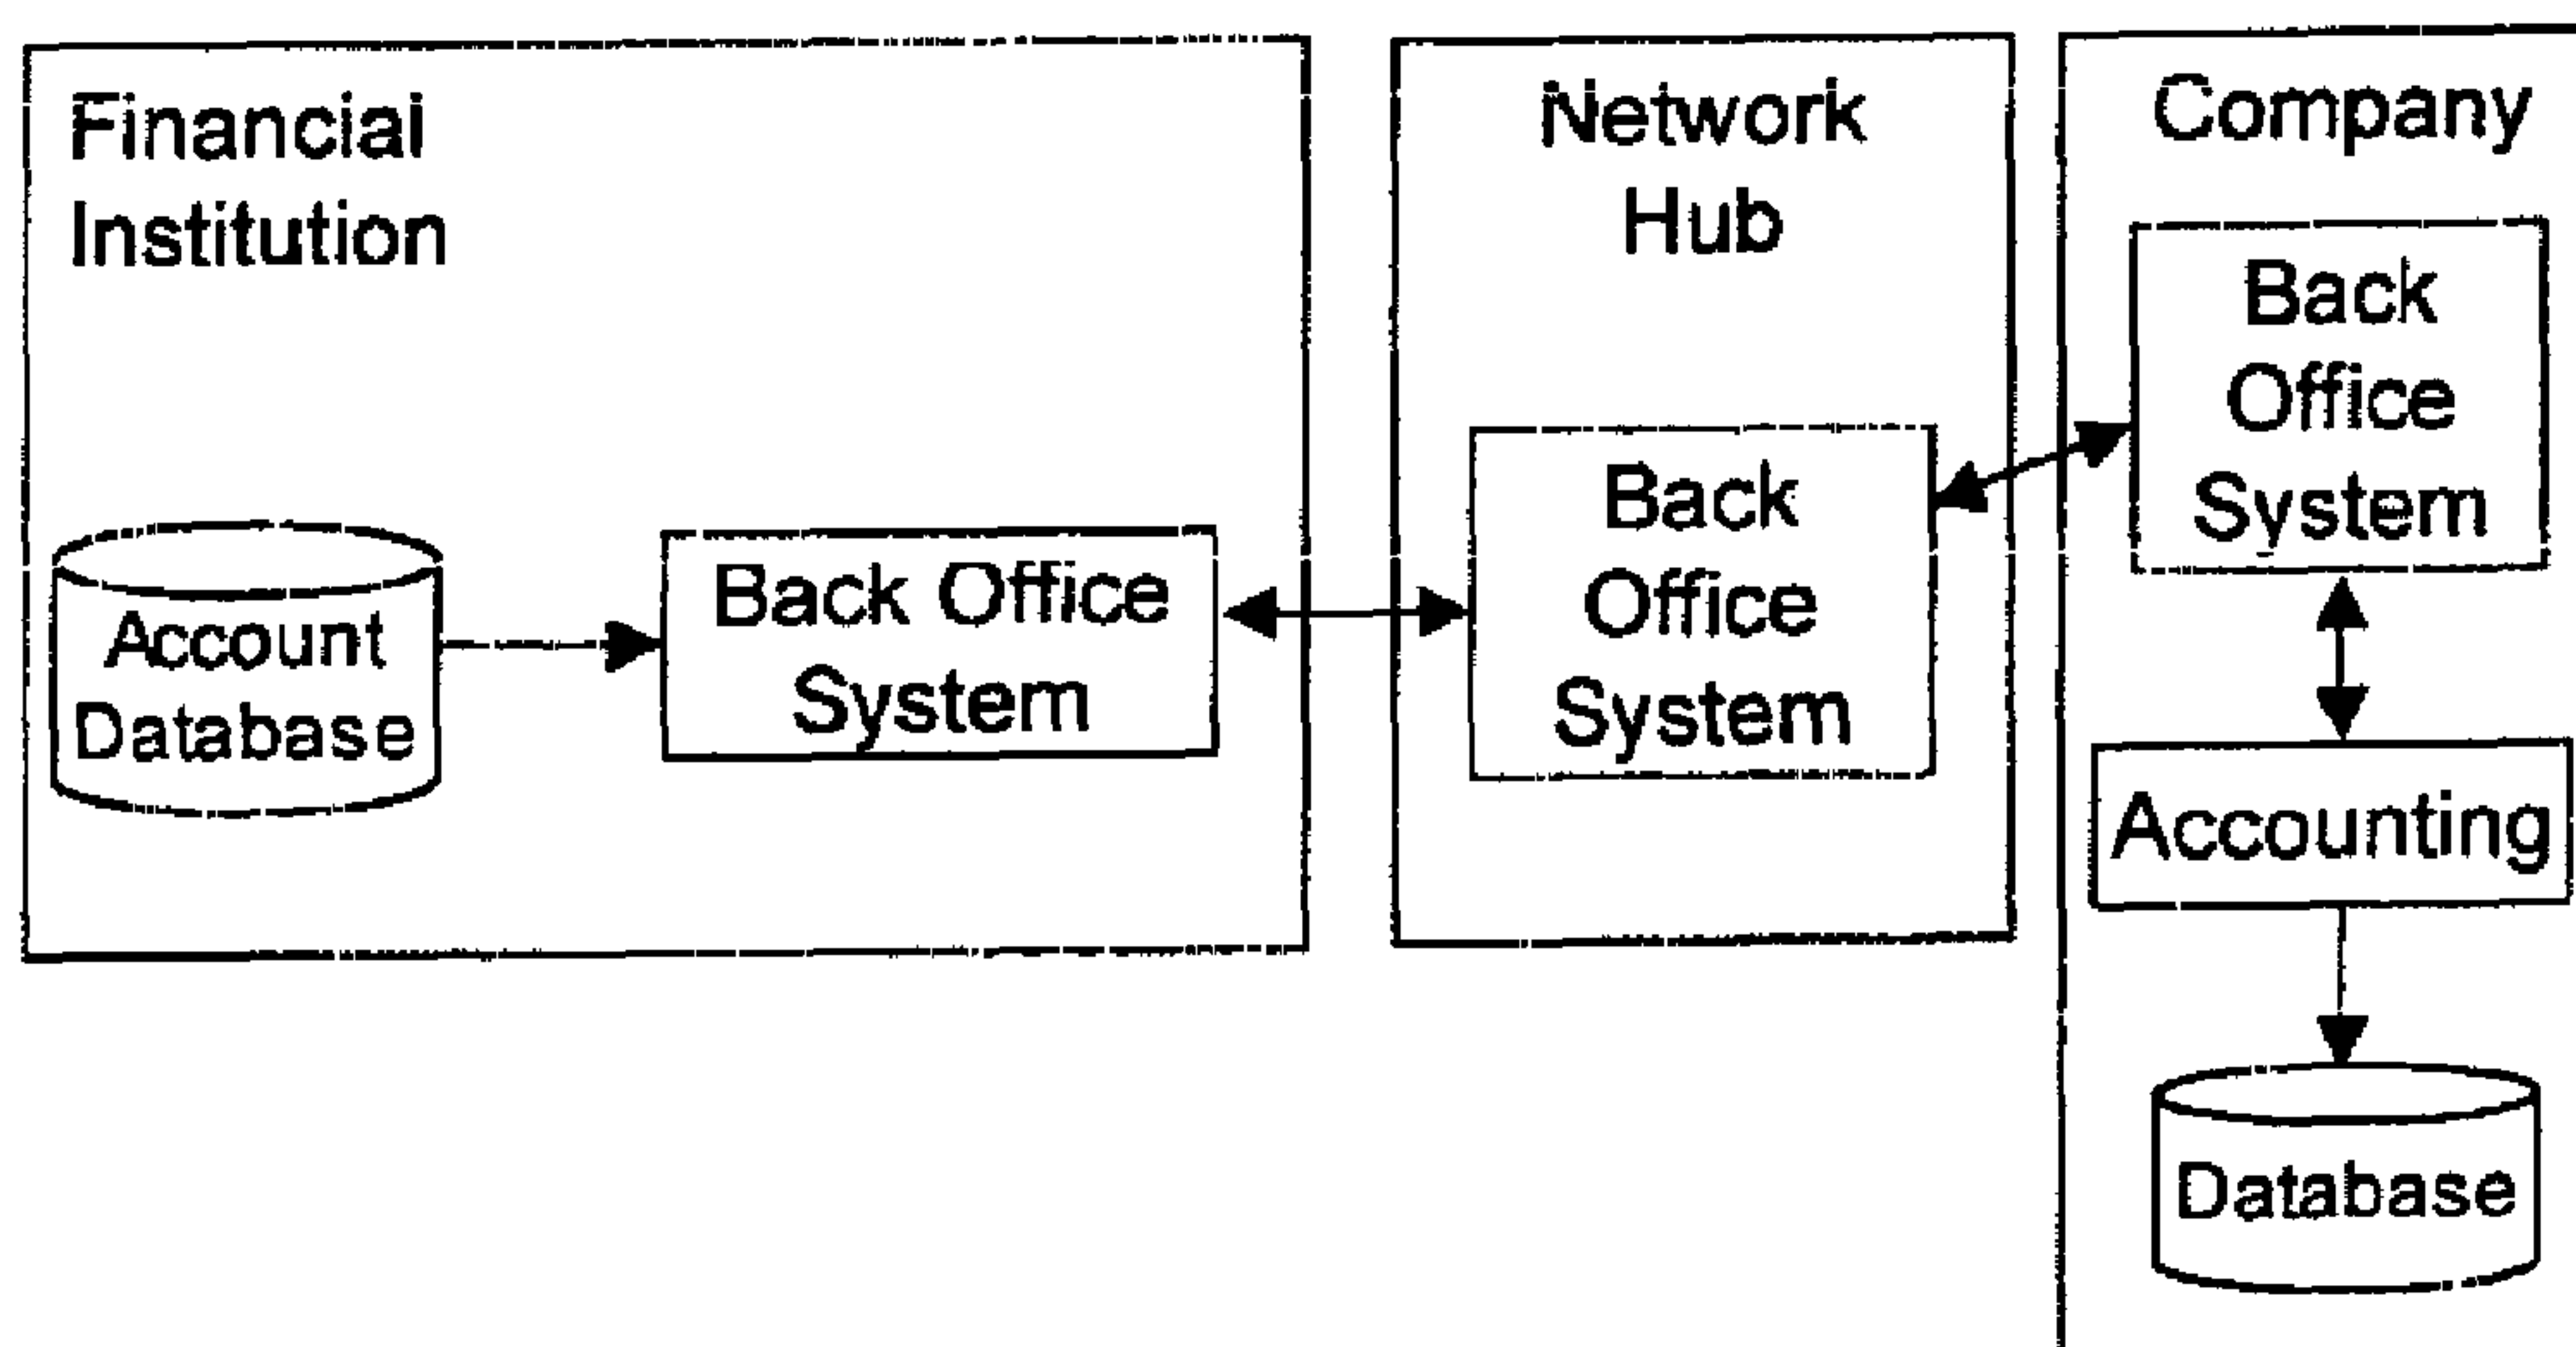 Financial
Institution
Account
Database
Back Office
System
Network
Hub
Back
Office
System
Company
Back
Office
System
Accounting
Database